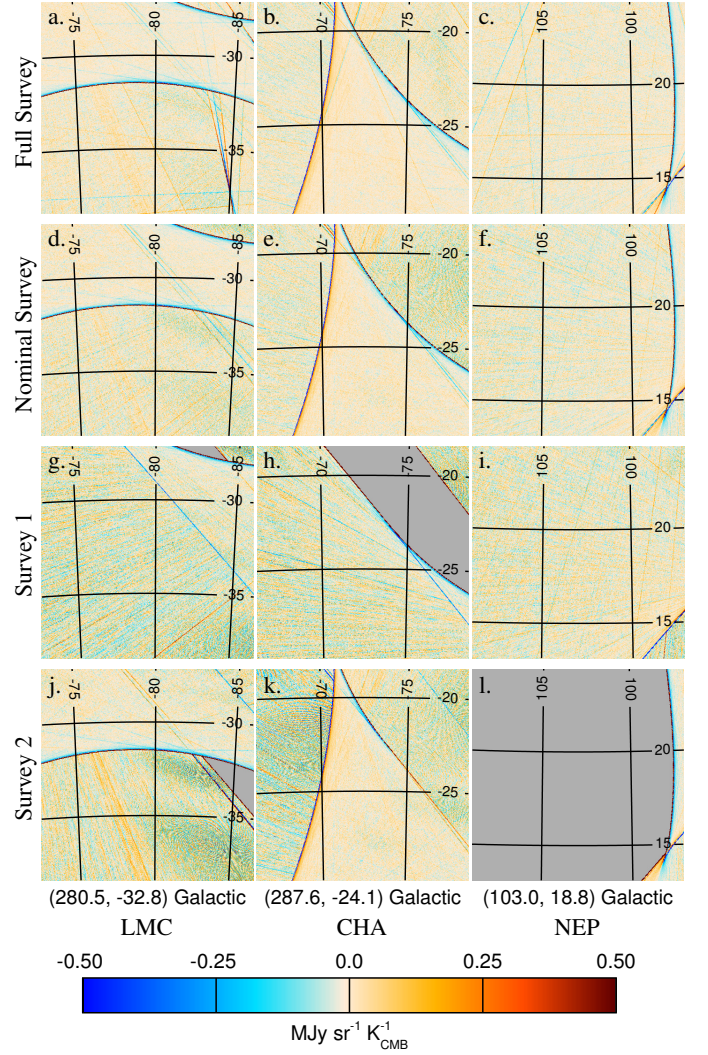 a. -75 -80 -85 -30 -35
b. -70 -75 -20 -25
c. 105 100 20 15
Full Survey
d. -75 -80 -85 -30 -35
e. -70 -75 -20 -25
f. 105 100 20 15
Nominal Survey
g. -75 -80 -85 -30 -35
h. -70 -75 -20 -25
i. 105 100 20 15
Survey 1
j. -75 -80 -85 -30 -35
k. -70 -75 -20 -25
l. 105 100 20 15
Survey 2
(280.5, -32.8) Galactic (287.6, -24.1) Galactic (103.0, 18.8) Galactic
LMC CHA NEP
-0.50 -0.25 0.0 0.25 0.50
MJy sr⁻¹ K⁻¹CMB